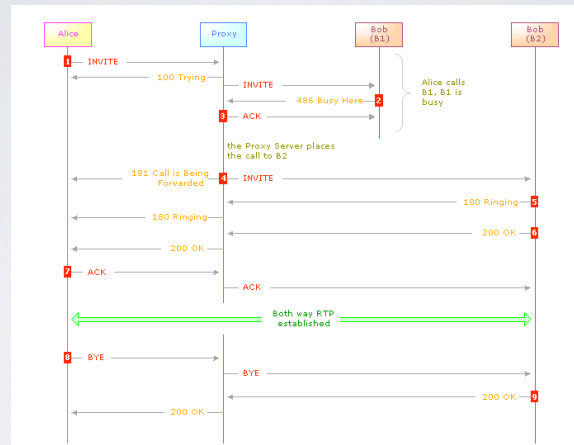 Alice
Proxy
Bob
(B1)
Bob
(B2)
1 INVITE
100 Trying
INVITE
486 Busy Here 2
3 ACK
Alice calls
B1, B1 is
busy
the Proxy Server places
the call to B2
181 Call is Being
Forwarded
4 INVITE
180 Ringing 5
180 Ringing
200 OK 6
200 OK
7 ACK
ACK
Both way RTP
established
8 BYE
BYE
200 OK 9
200 OK